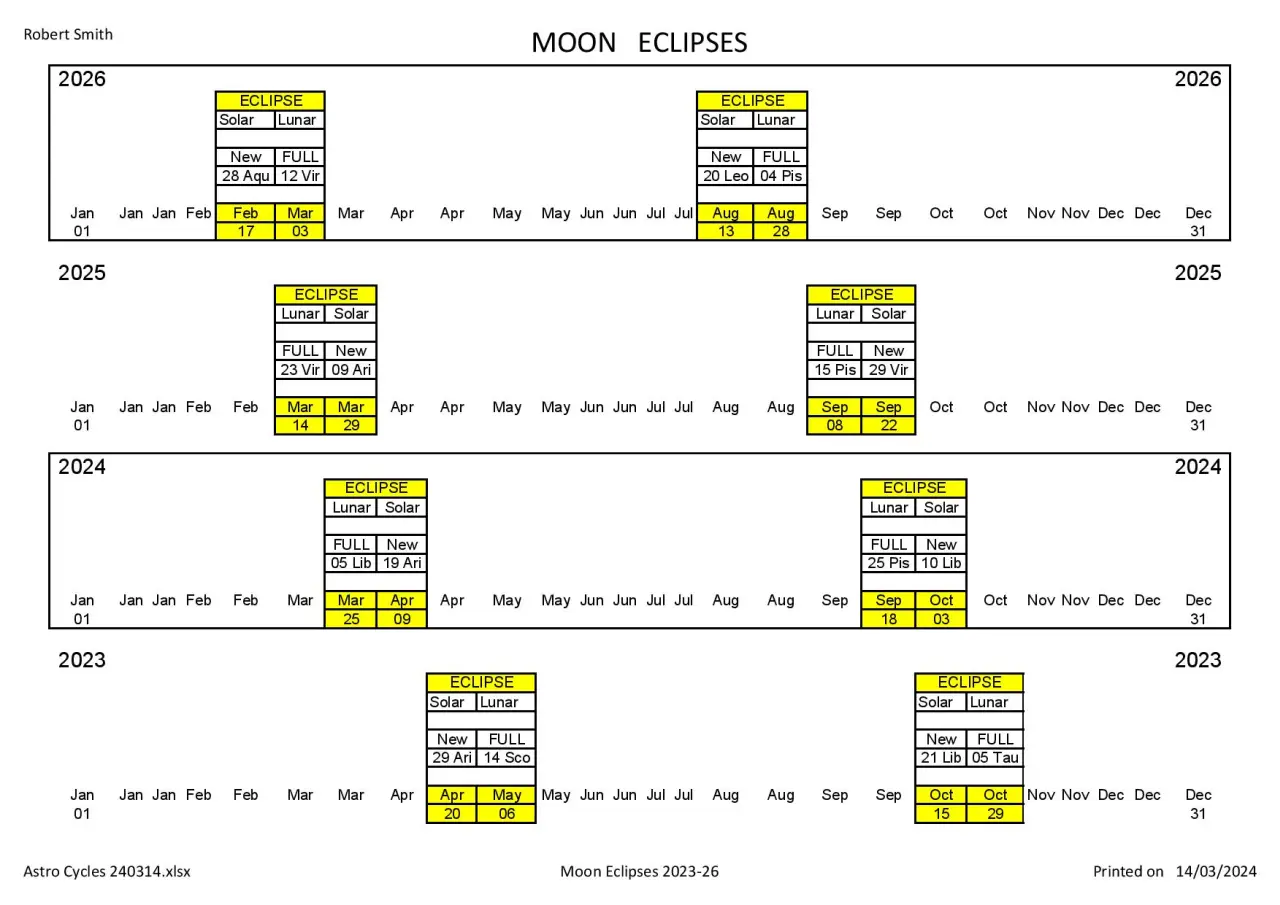 Robert Smith
MOON ECLIPSES
2026 2026
ECLIPSE ECLIPSE
Solar Lunar Solar Lunar
New FULL New FULL
28 Aqu 12 Vir 20 Leo 04 Pis
Jan Jan Jan Feb Feb Mar Mar Apr Apr May May Jun Jun Jul Jul Aug Aug Sep Sep Oct Oct Nov Nov Dec Dec Dec
01 17 03 13 28 31
2025 2025
ECLIPSE ECLIPSE
Lunar Solar Lunar Solar
FULL New FULL New
23 Vir 09 Ari 15 Pis 29 Vir
Jan Jan Jan Feb Feb Mar Mar Apr Apr May May Jun Jun Jul Jul Aug Aug Sep Sep Oct Oct Nov Nov Dec Dec Dec
01 14 29 08 22 31
2024 2024
ECLIPSE ECLIPSE
Lunar Solar Lunar Solar
FULL New FULL New
05 Lib 19 Ari 25 Pis 10 Lib
Jan Jan Jan Feb Feb Mar Mar Apr Apr May May Jun Jun Jul Jul Aug Aug Sep Sep Oct Oct Nov Nov Dec Dec Dec
01 25 09 18 03 31
2023 2023
ECLIPSE ECLIPSE
Solar Lunar Solar Lunar
New FULL New FULL
29 Ari 14 Sco 21 Lib 05 Tau
Jan Jan Jan Feb Feb Mar Mar Apr Apr May May Jun Jun Jul Jul Aug Aug Sep Sep Oct Oct Nov Nov Dec Dec Dec
01 20 06 15 29 31
Astro Cycles 240314.xlsx Moon Eclipses 2023-26 Printed on 14/03/2024